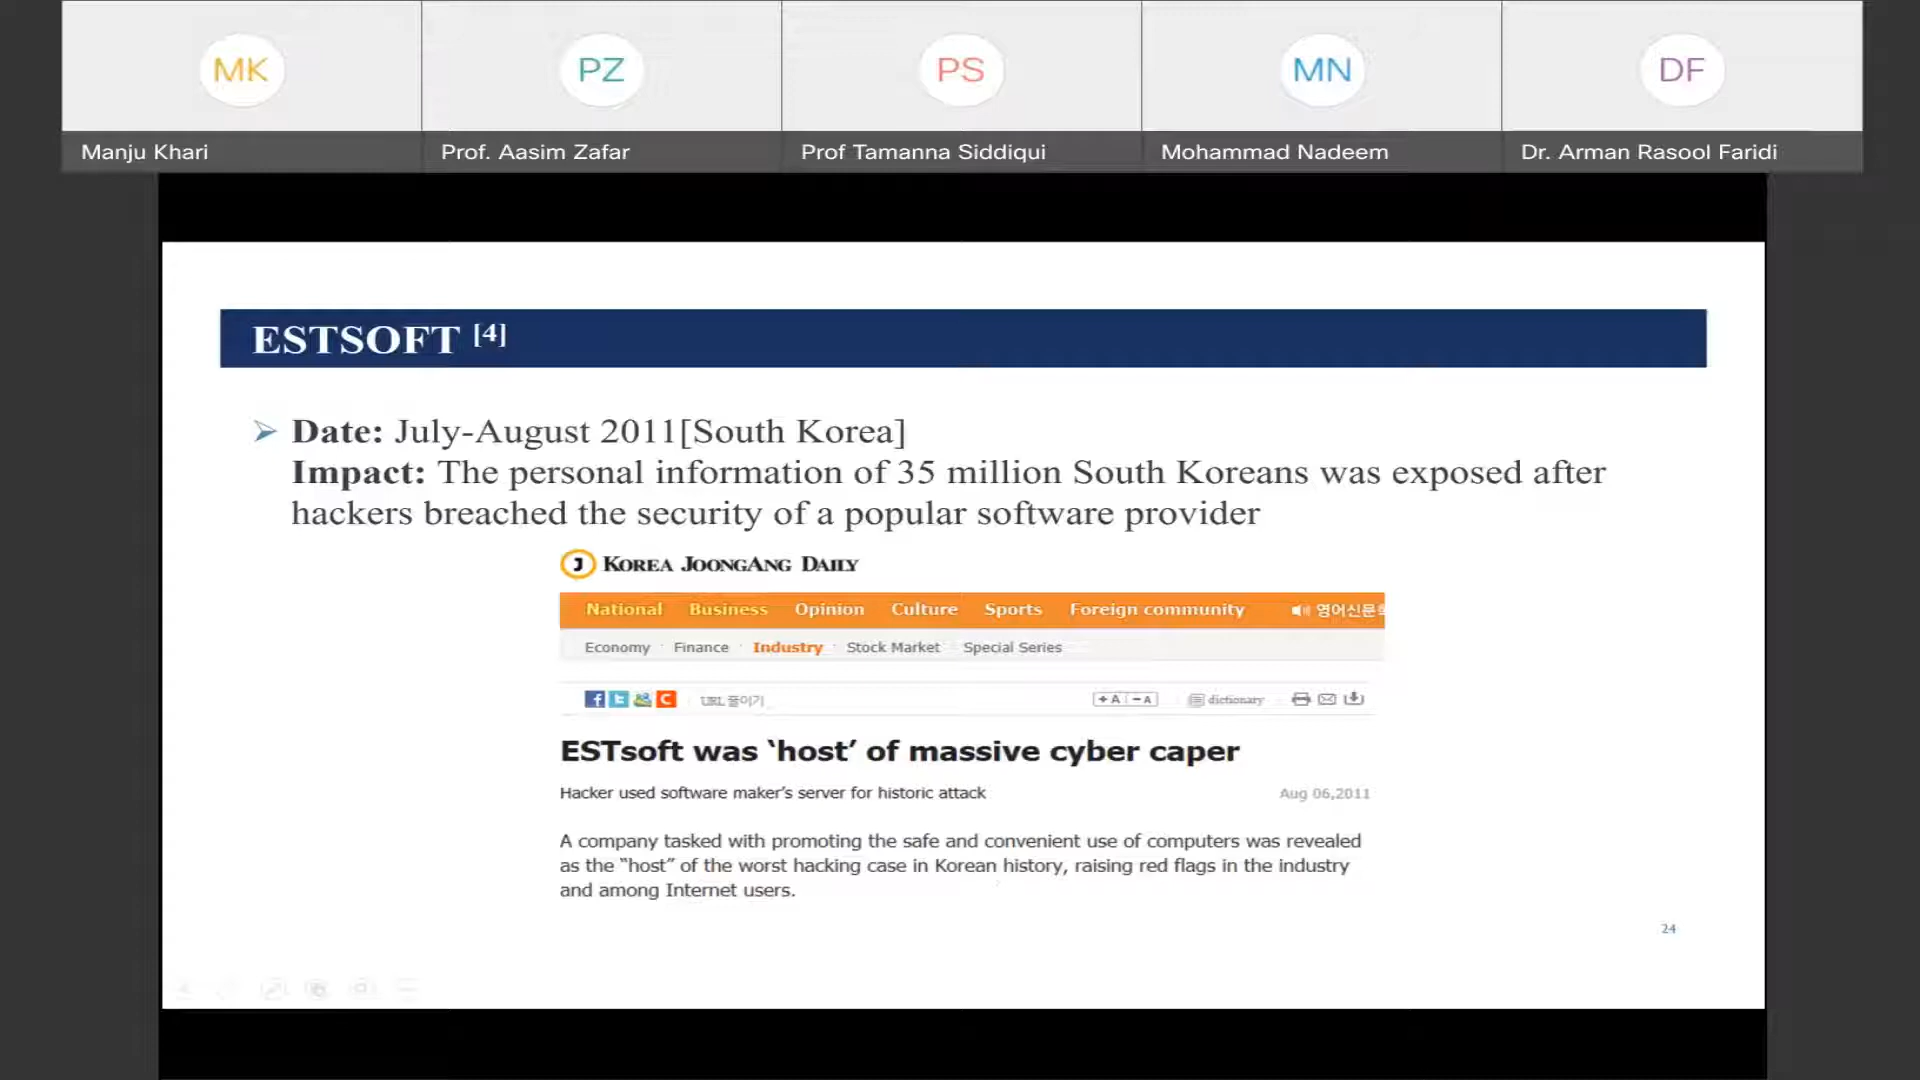 MK
PZ
PS
MN
DF
Manju Khari
Prof. Aasim Zafar
Prof Tamanna Siddiqui
Mohammad Nadeem
Dr. Arman Rasool Faridi
ESTSOFT [4]
Date: July-August 2011[South Korea]
Impact: The personal information of 35 million South Koreans was exposed after
hackers breached the security of a popular software provider
J KOREA JOONGANG DAILY
National Business Opinion Culture Sports Foreign community 영어신문
Economy Finance Industry Stock Market Special Series
URL +A -A dictionary
ESTsoft was ‘host’ of massive cyber caper
Hacker used software maker’s server for historic attack Aug 06,2011
A company tasked with promoting the safe and convenient use of computers was revealed
as the “host” of the worst hacking case in Korean history, raising red flags in the industry
and among Internet users.
24